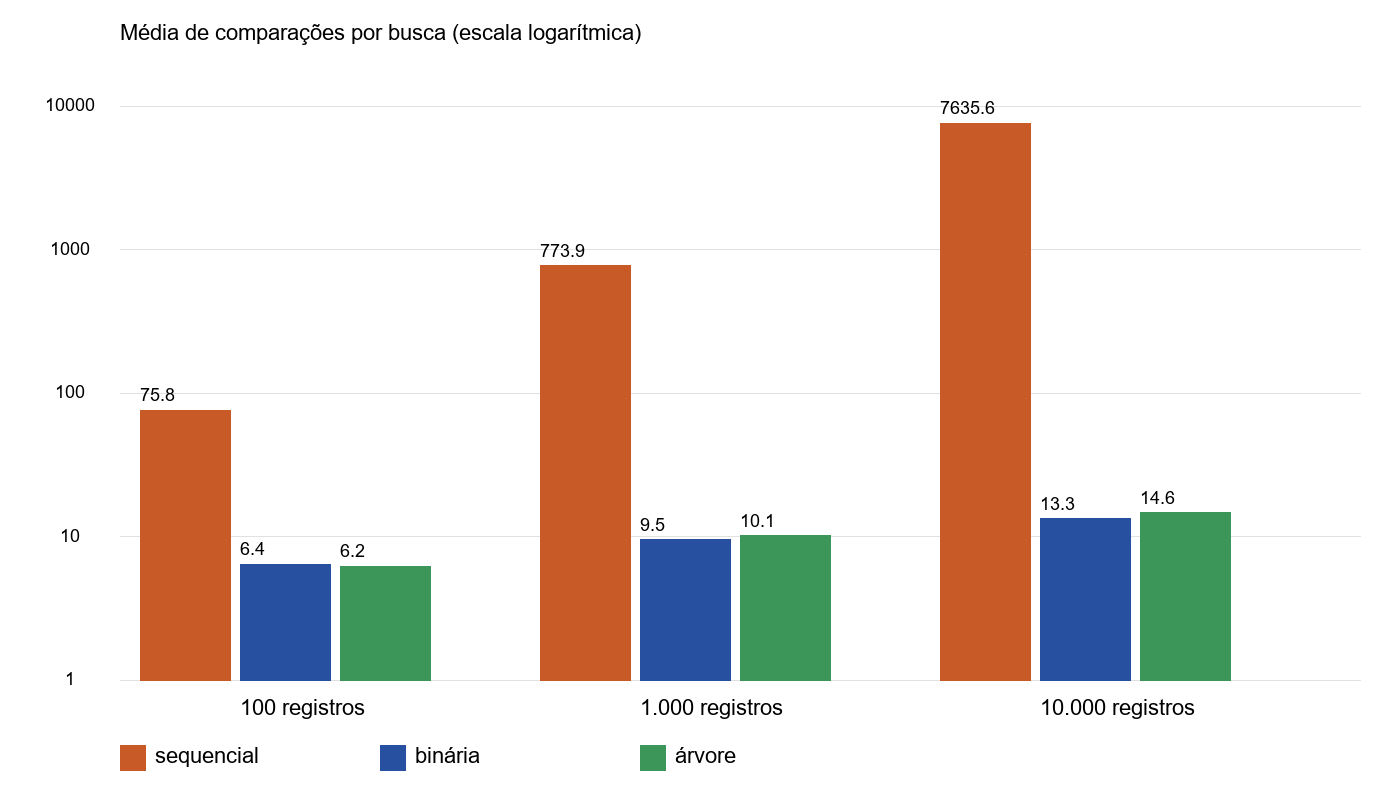 Média de comparações por busca (escala logarítmica)
10000
7635.6
1000
773.9
100
75.8
14.6
13.3
10
10.1
9.5
6.4
6.2
1
100 registros
1.000 registros
10.000 registros
sequencial
binária
árvore